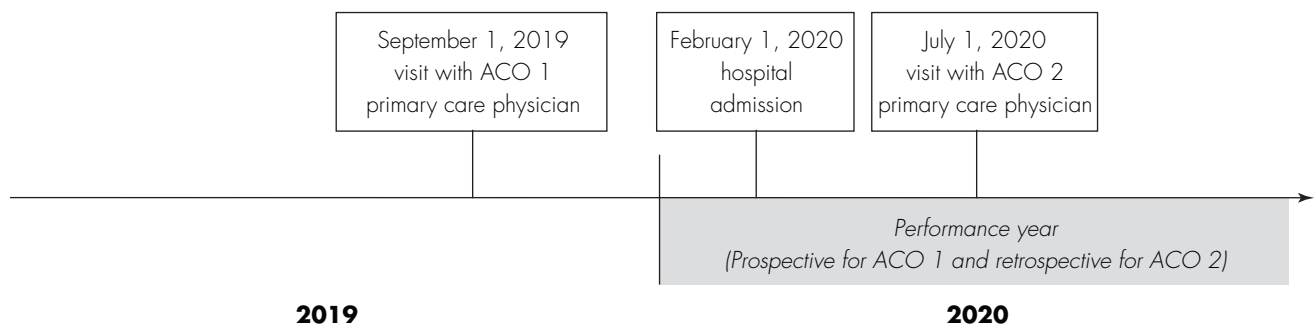 September 1, 2019
visit with ACO 1
primary care physician
February 1, 2020
hospital
admission
July 1, 2020
visit with ACO 2
primary care physician
Performance year
(Prospective for ACO 1 and retrospective for ACO 2)
2019
2020